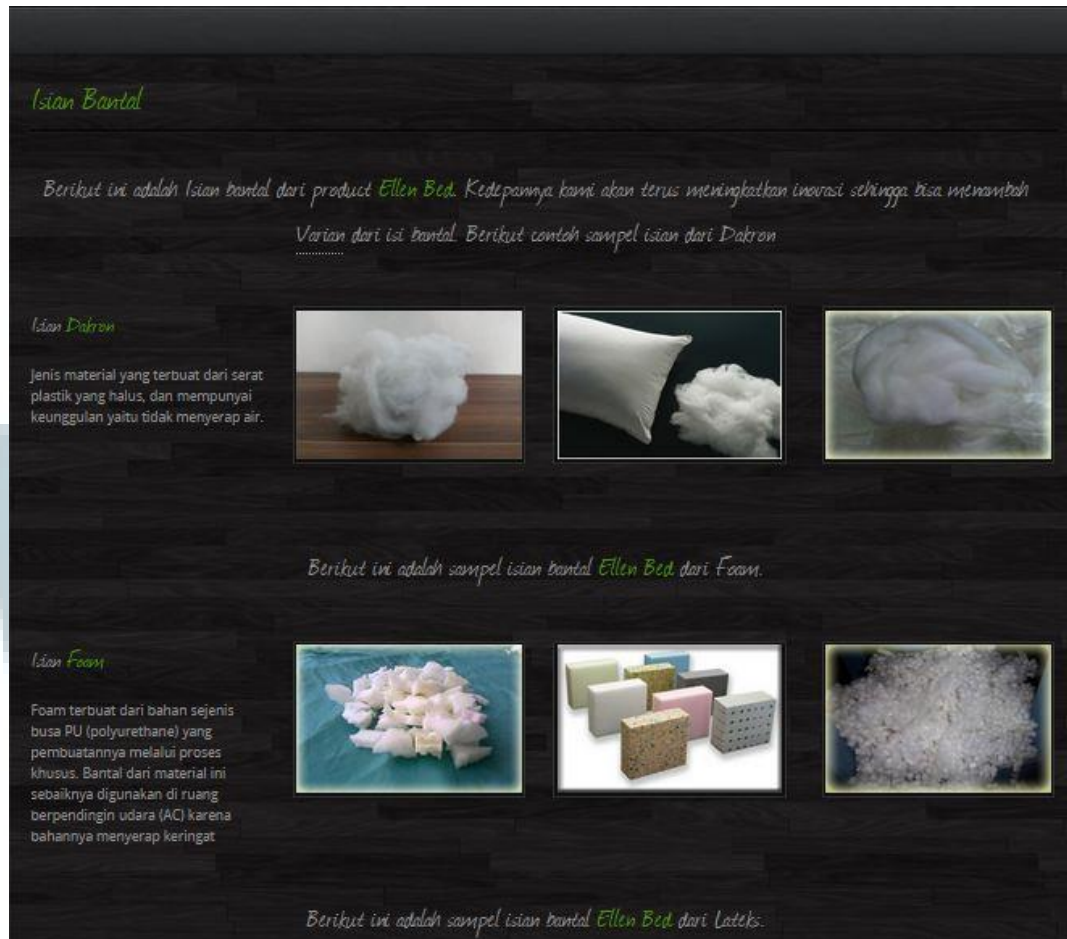 Isian Bantal
Berikut ini adalah Isian bantal dari product Ellen Bed. Kedepannya kami akan terus meningkatkan inovasi sehingga bisa menambah
Varian dari isi bantal. Berikut contoh sampel isian dari Dakron
Isian Dakron
Jenis material yang terbuat dari serat
plastik yang halus, dan mempunyai
keunggulan yaitu tidak menyerap air.
Berikut ini adalah sampel isian bantal Ellen Bed dari Foam.
Isian Foam
Foam terbuat dari bahan sejenis
busa PU (polyurethane) yang
pembuatannya melalui proses
khusus. Bantal dari material ini
sebaiknya digunakan di ruang
berpendingin udara (AC) karena
bahannya menyerap keringat
Berikut ini adalah sampel isian bantal Ellen Bed dari Lateks.